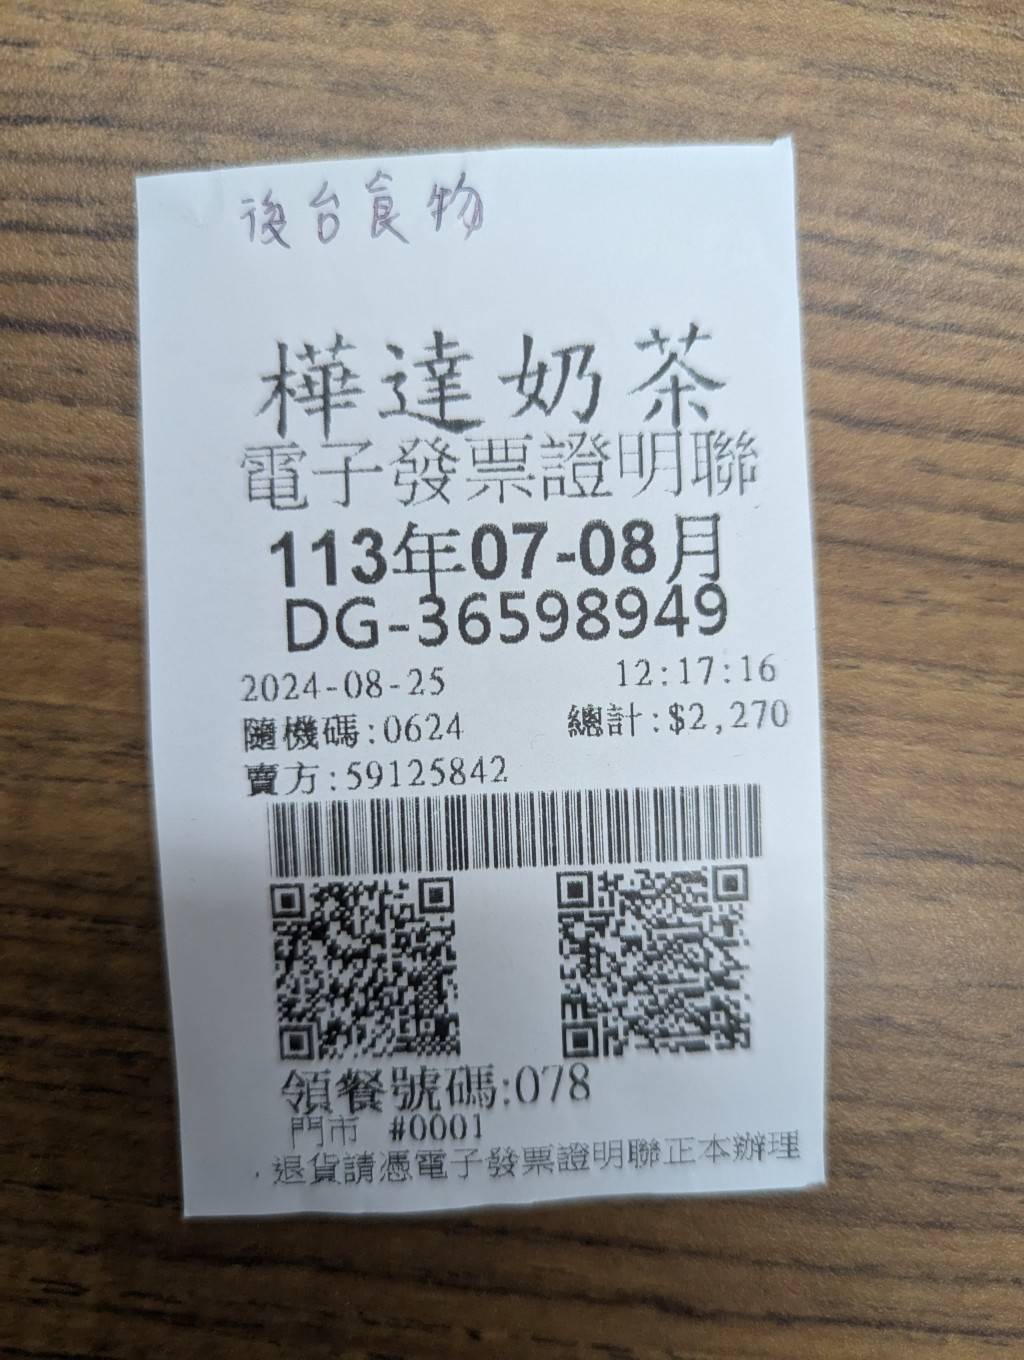 後台食物
樺達奶茶
電子發票證明聯
113年07-08月
DG-36598949
2024-08-25 12:17:16
隨機碼:0624 總計:$2,270
賣方:59125842
領餐號碼:078
門市 #0001
退貨請憑電子發票證明聯正本辦理